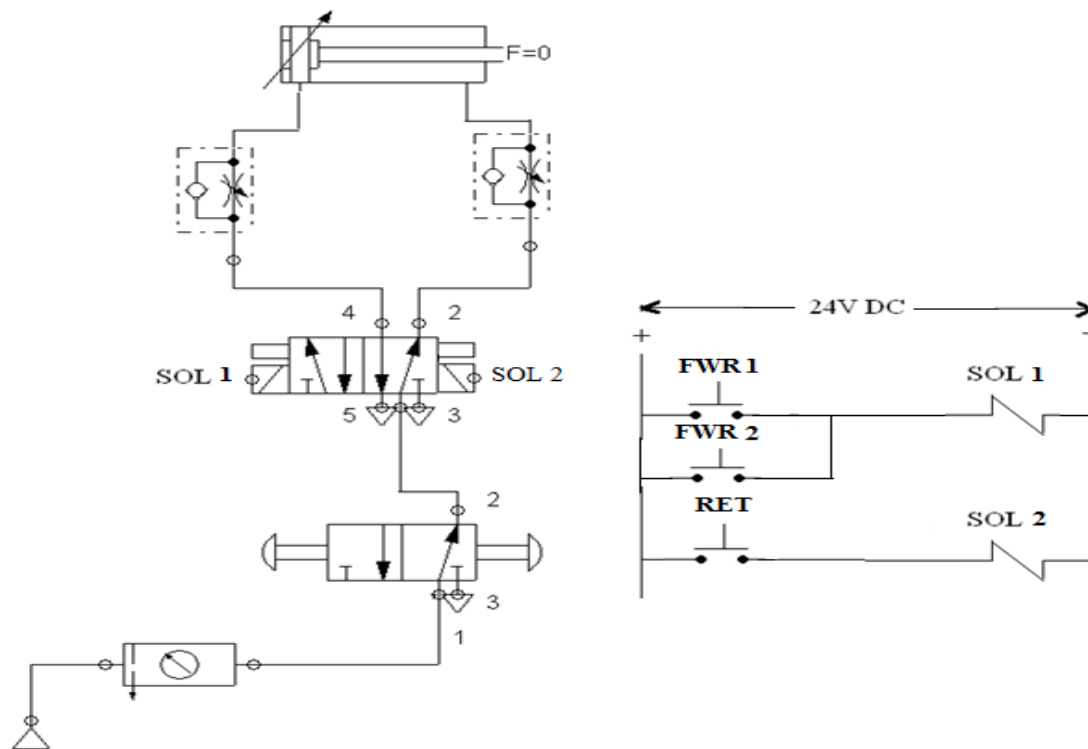 F=0
4 2
SOL 1 SOL 2
5 3
2
3
1
24V DC
+ -
FWR 1 SOL 1
FWR 2
RET SOL 2